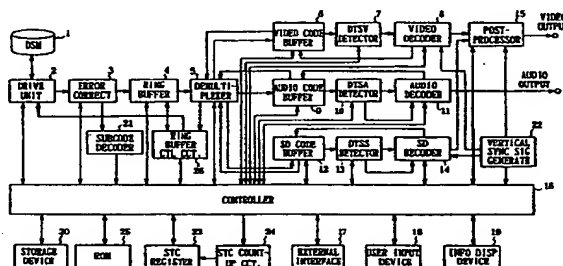 1
DSM
2
DRIVE
UNIT
3
ERROR
CORRECT
4
RING
BUFFER
5
DEMULTI-
PLEXER
6
VIDEO CODE
BUFFER
7
DTSV
DETECTOR
8
VIDEO
DECODER
15
POST-
PROCESSOR
VIDEO
OUTPUT
AUDIO CODE
BUFFER
9
DTSA
DETECTOR
10
AUDIO
DECODER
11
AUDIO
OUTPUT
21
SUBCODE
DECODER
RING
BUFFER
CTL CCT.
26
SD CODE
BUFFER
12
DTSS
DETECTOR
13
SD
DECODER
14
22
VERTICAL
SYNC SIG
GENERATE
CONTROLLER
16
STORAGE
DEVICE
20
ROM
25
STC
REGISTER
23
STC COUNT-
UP CCT.
24
EXTERNAL
INTERFACE
17
USER INPUT
DEVICE
18
INFO DISP
DEVICE
19